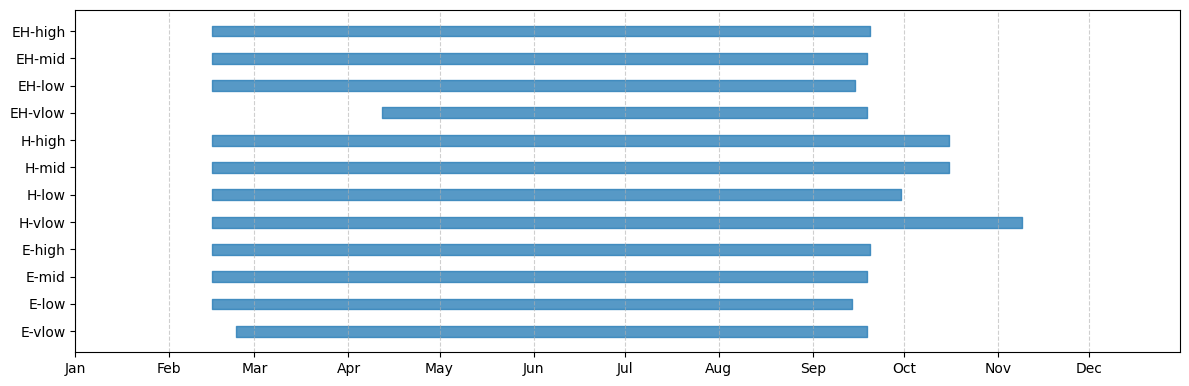 EH-high
EH-mid
EH-low
EH-vlow
H-high
H-mid
H-low
H-vlow
E-high
E-mid
E-low
E-vlow
Jan Feb Mar Apr May Jun Jul Aug Sep Oct Nov Dec